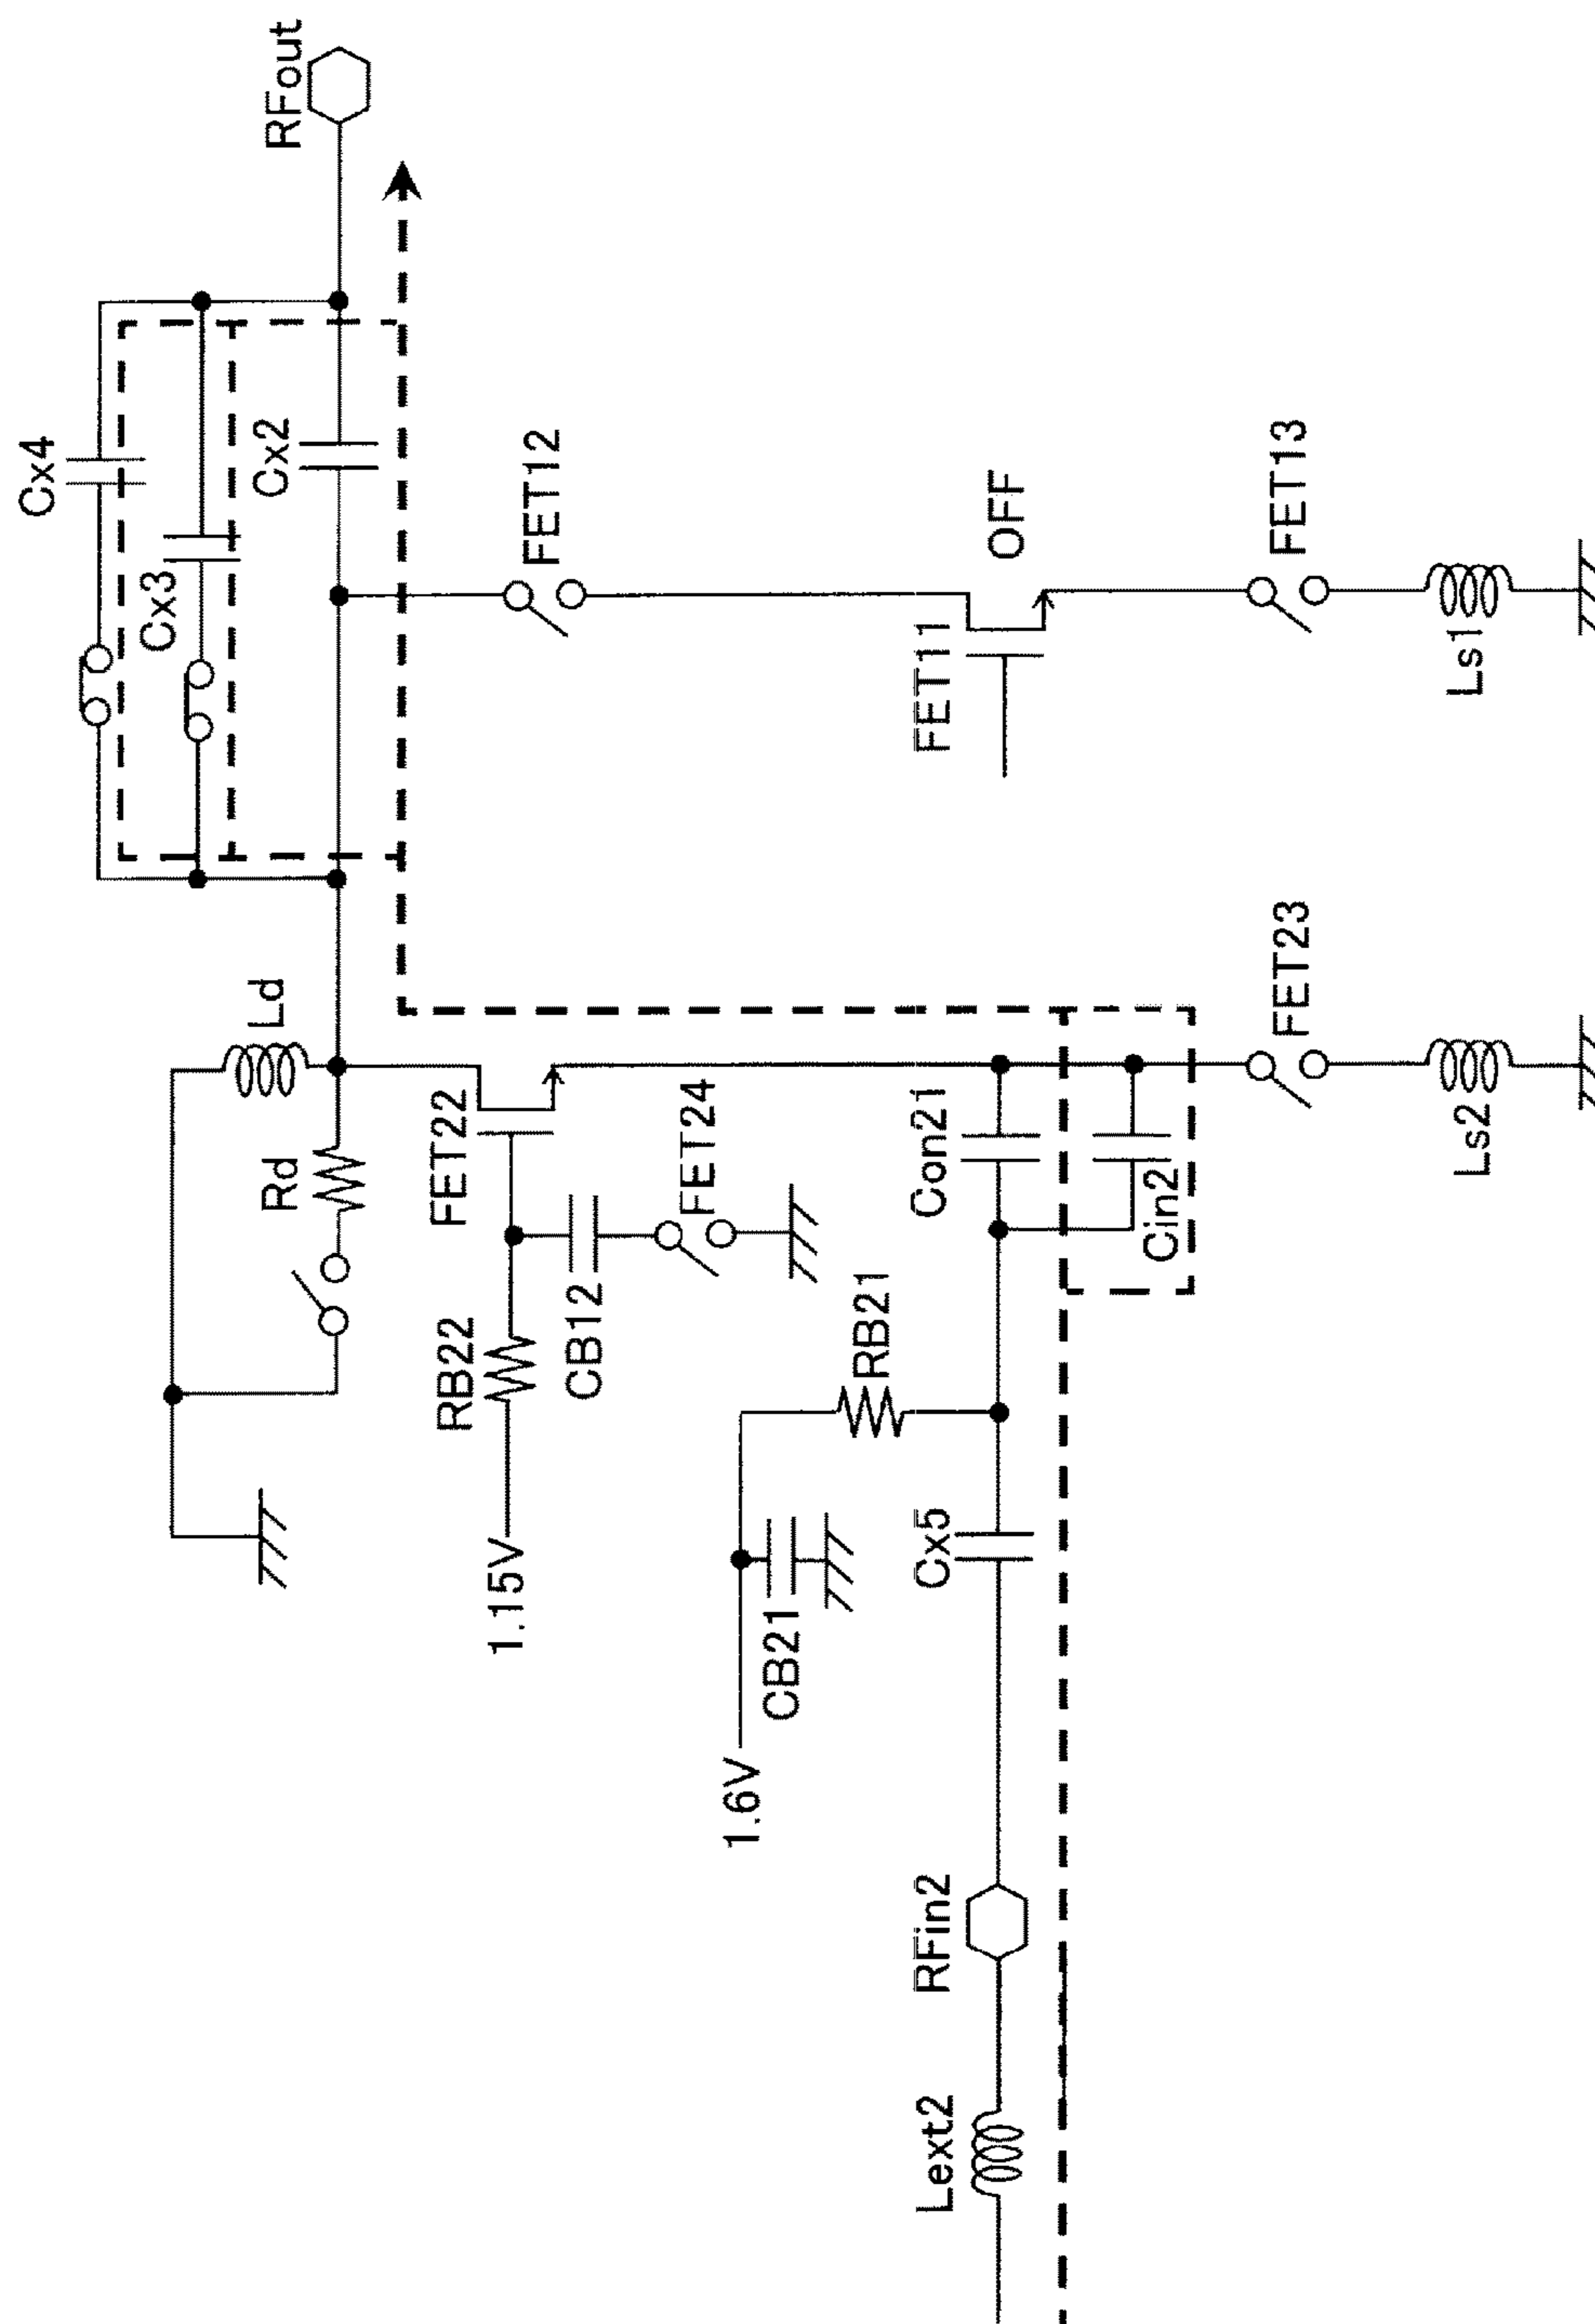 RFout
Cx4
Cx3
Cx2
FET12
OFF
FET13
FET11
Ls1
Ld
Rd
FET22
FET24
Con21
FET23
Cin2
Ls2
RB22
CB12
RB21
1.15V
Cx5
CB21
1.6V
RFin2
Lext2